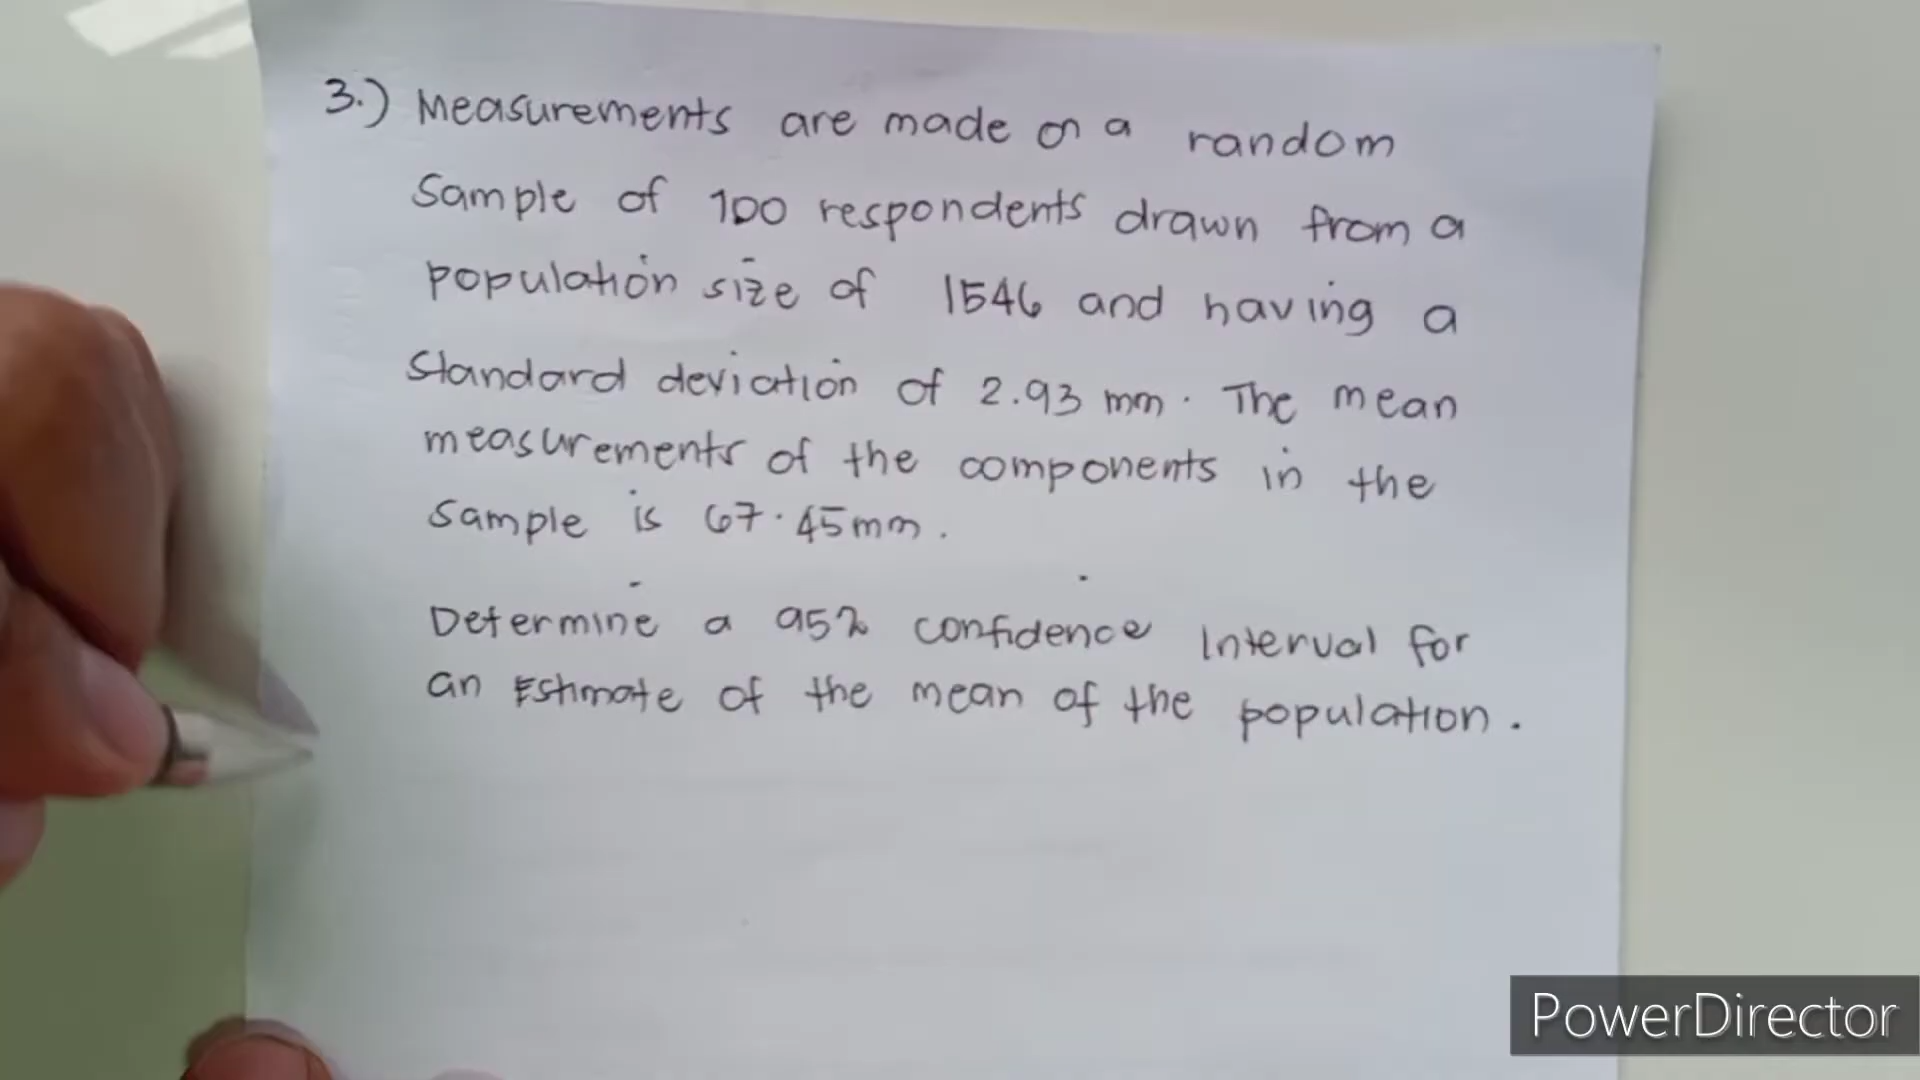 3.) Measurements are made on a random
Sample of 100 respondents drawn from a
population size of 1546 and having a
Standard deviation of 2.93 mm. The mean
measurements of the components in the
sample is 67.45mm.
Determine a 95% confidence Interval for
an Estimate of the mean of the population.
PowerDirector